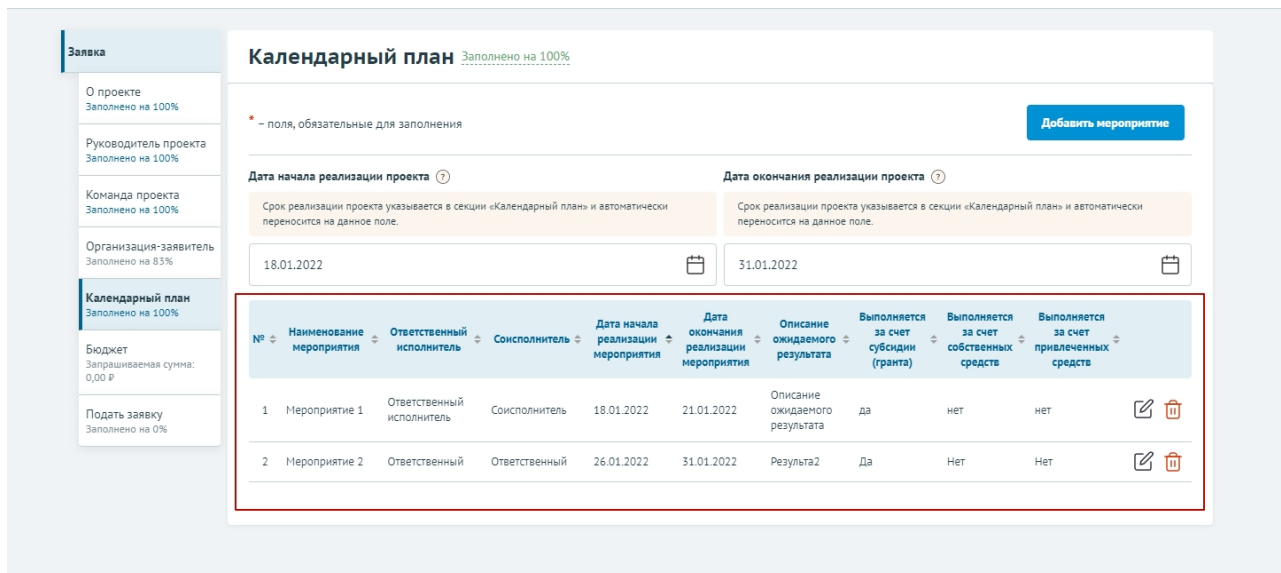 Заявка
О проекте
Заполнено на 100%
Руководитель проекта
Заполнено на 100%
Команда проекта
Заполнено на 100%
Организация-заявитель
Заполнено на 83%
Календарный план
Заполнено на 100%
Бюджет
Запрашиваемая сумма:
0,00 ₽
Подать заявку
Заполнено на 0%
Календарный план Заполнено на 100%
* – поля, обязательные для заполнения
Добавить мероприятие
Дата начала реализации проекта ?
Срок реализации проекта указывается в секции «Календарный план» и автоматически
переносится на данное поле.
18.01.2022
Дата окончания реализации проекта ?
Срок реализации проекта указывается в секции «Календарный план» и автоматически
переносится на данное поле.
31.01.2022
№
Наименование
мероприятия
Ответственный
исполнитель
Соисполнитель
Дата начала
реализации
мероприятия
Дата
окончания
реализации
мероприятия
Описание
ожидаемого
результата
Выполняется
за счет
субсидии
(гранта)
Выполняется
за счет
собственных
средств
Выполняется
за счет
привлеченных
средств
1
Мероприятие 1
Ответственный
исполнитель
Соисполнитель
18.01.2022
21.01.2022
Описание
ожидаемого
результата
да
нет
нет
2
Мероприятие 2
Ответственный
Ответственный
26.01.2022
31.01.2022
Результа2
Да
Нет
Нет